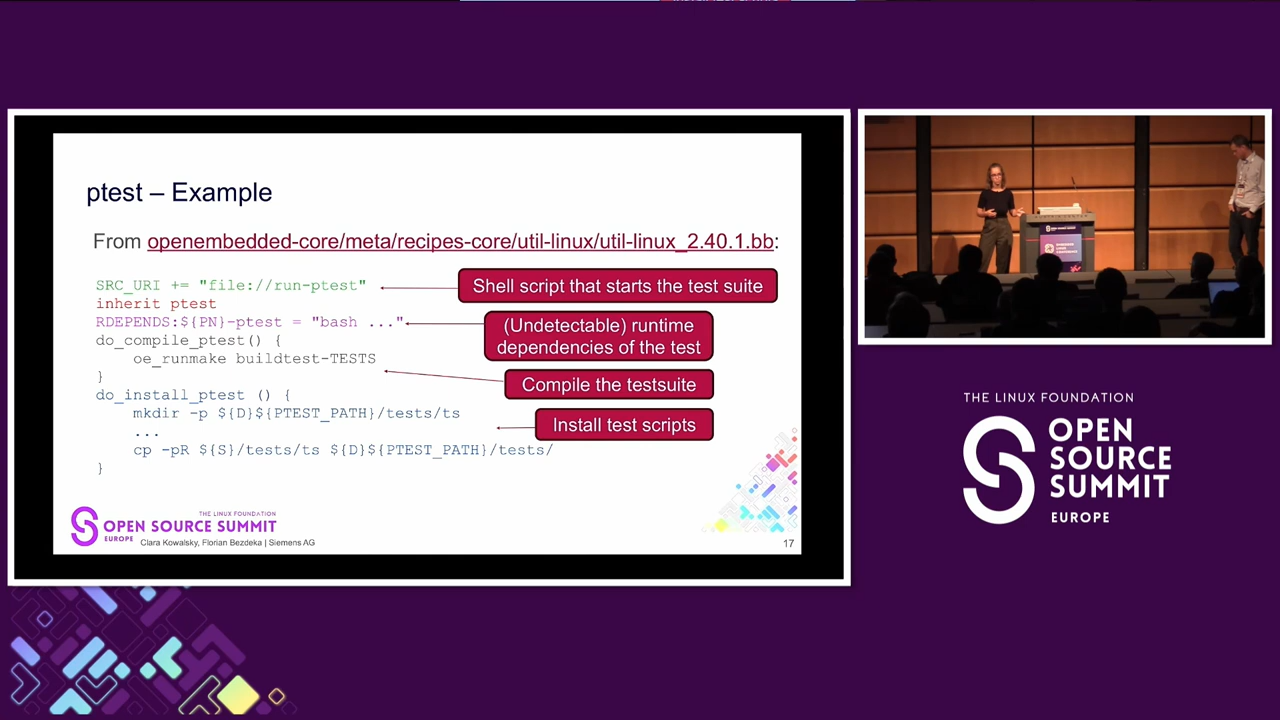 ptest – Example
From openembedded-core/meta/recipes-core/util-linux/util-linux_2.40.1.bb:
SRC_URI += "file://run-ptest"
Shell script that starts the test suite
inherit ptest
RDEPENDS:${PN}-ptest = "bash ..."
(Undetectable) runtime
dependencies of the test
do_compile_ptest() {
oe_runmake buildtest-TESTS
}
Compile the testsuite
do_install_ptest () {
mkdir -p ${D}${PTEST_PATH}/tests/ts
Install test scripts
...
cp -pR ${S}/tests/ts ${D}${PTEST_PATH}/tests/
}
THE LINUX FOUNDATION
OPEN SOURCE SUMMIT
EUROPE
Clara Kowalsky, Florian Bezdeka | Siemens AG
17
THE LINUX FOUNDATION
OPEN
SOURCE
SUMMIT
EUROPE